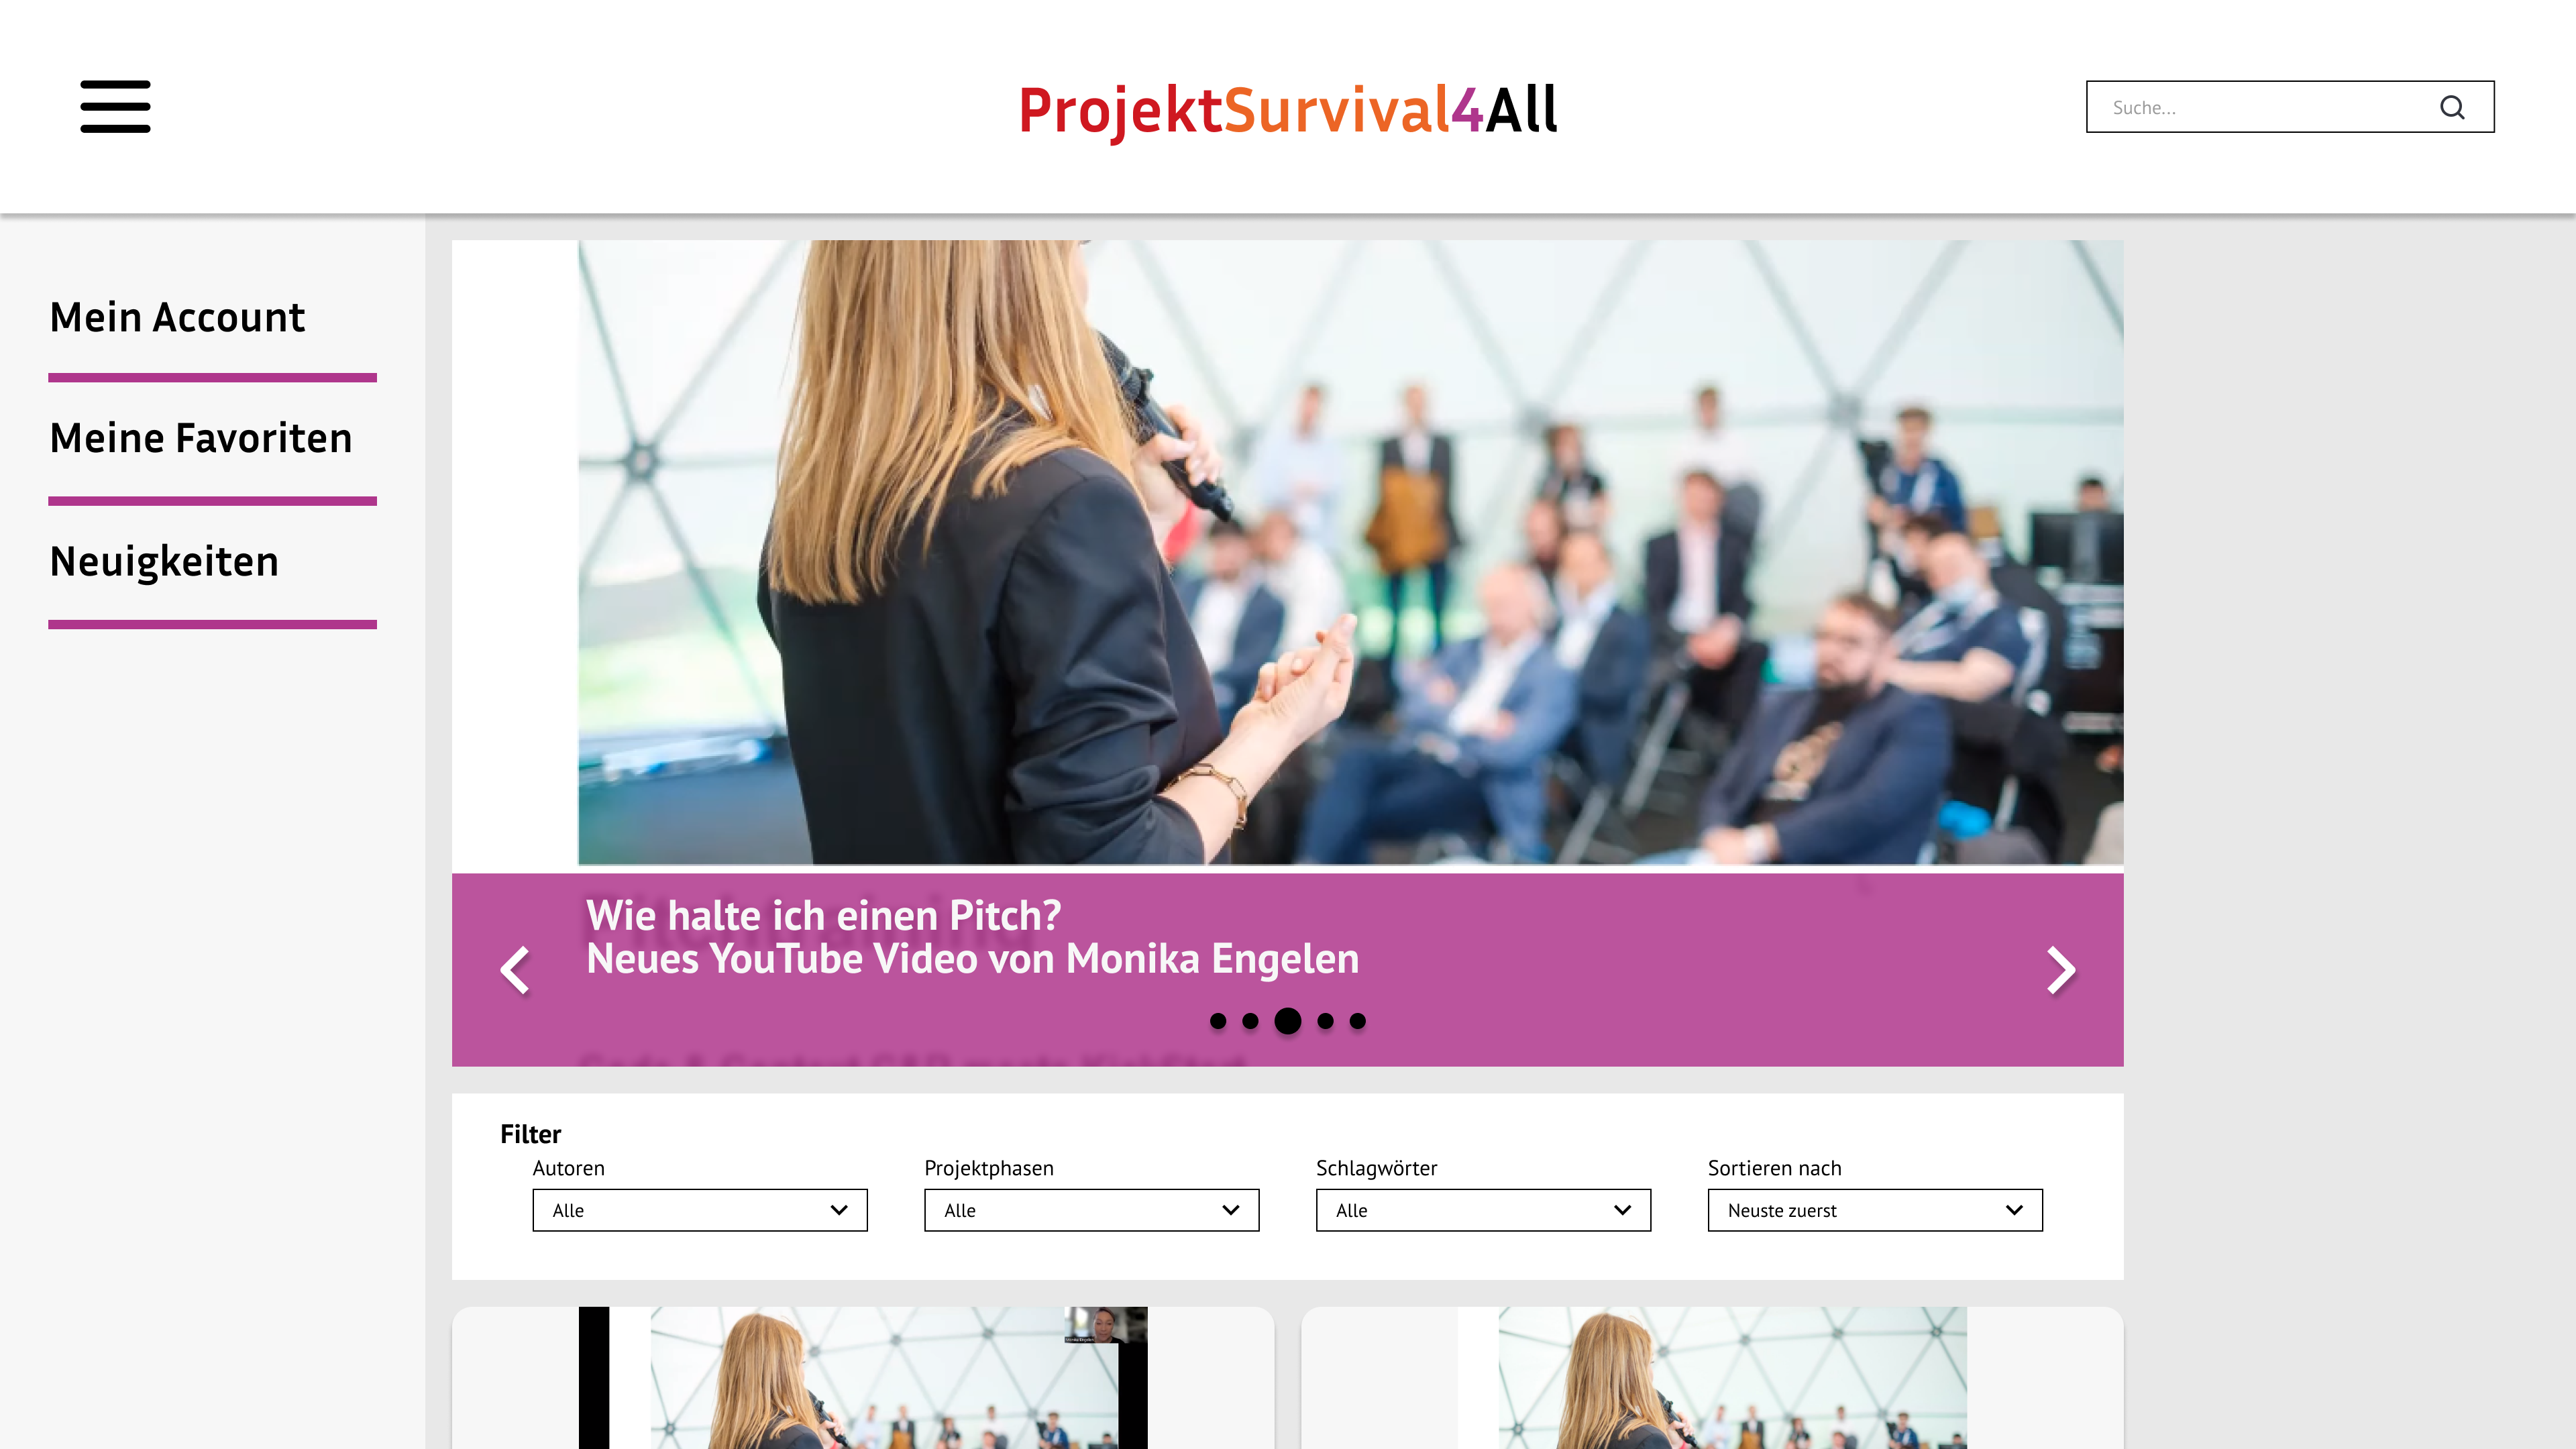 ProjektSurvival4All
Suche...
Mein Account
Meine Favoriten
Neuigkeiten
Wie halte ich einen Pitch?
Neues YouTube Video von Monika Engelen
Filter
Autoren
Projektphasen
Schlagwörter
Sortieren nach
Alle
Alle
Alle
Neuste zuerst